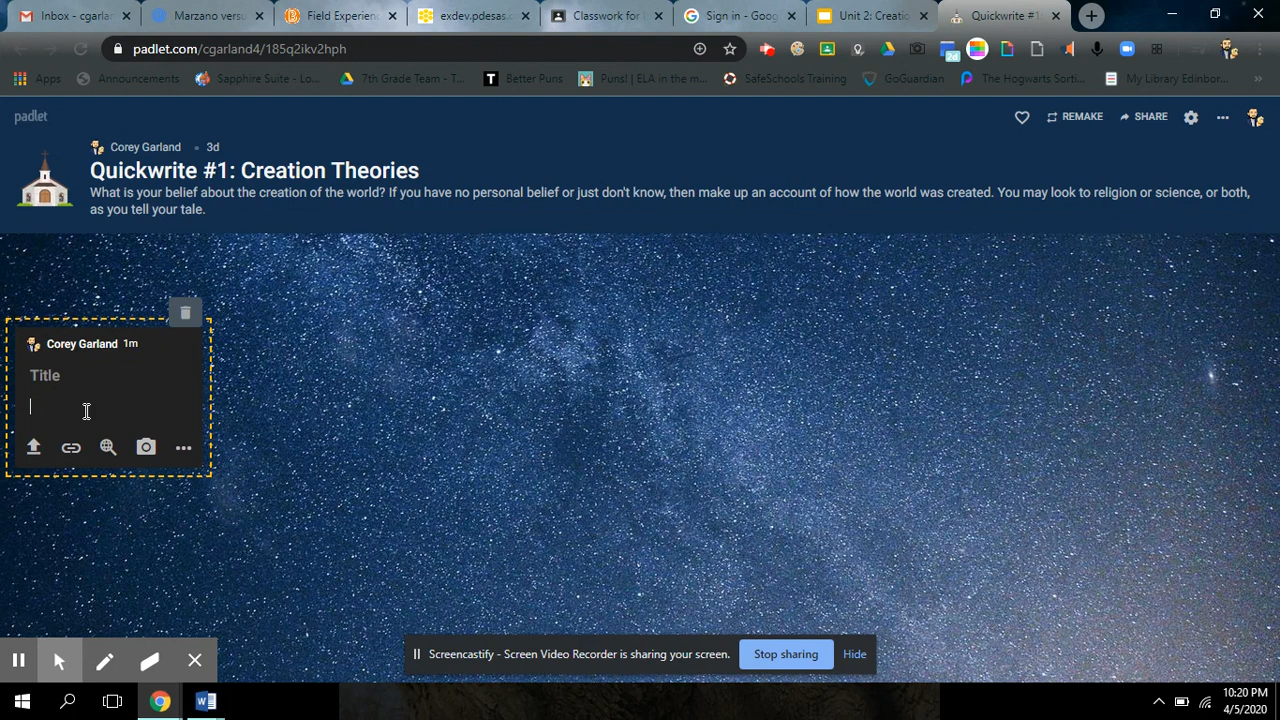 Inbox - cgarla
Marzano versu
Field Experienc
exdev.pdesas.c
Classwork for
Sign in - Goog
Unit 2: Creatic
Quickwrite #1:
padlet.com/cgarland4/185q2ikv2hph
2d
Apps
Announcements
Sapphire Suite - Lo...
7th Grade Team - T...
Better Puns
Puns! | ELA in the m...
SafeSchools Training
GoGuardian
The Hogwarts Sorti...
My Library Edinbor...
»
padlet
REMAKE
SHARE
Corey Garland • 3d
Quickwrite #1: Creation Theories
What is your belief about the creation of the world? If you have no personal belief or just don't know, then make up an account of how the world was created. You may look to religion or science, or both,
as you tell your tale.
Corey Garland 1m
Title
Screencastify - Screen Video Recorder is sharing your screen.
Stop sharing
Hide
10:20 PM
4/5/2020